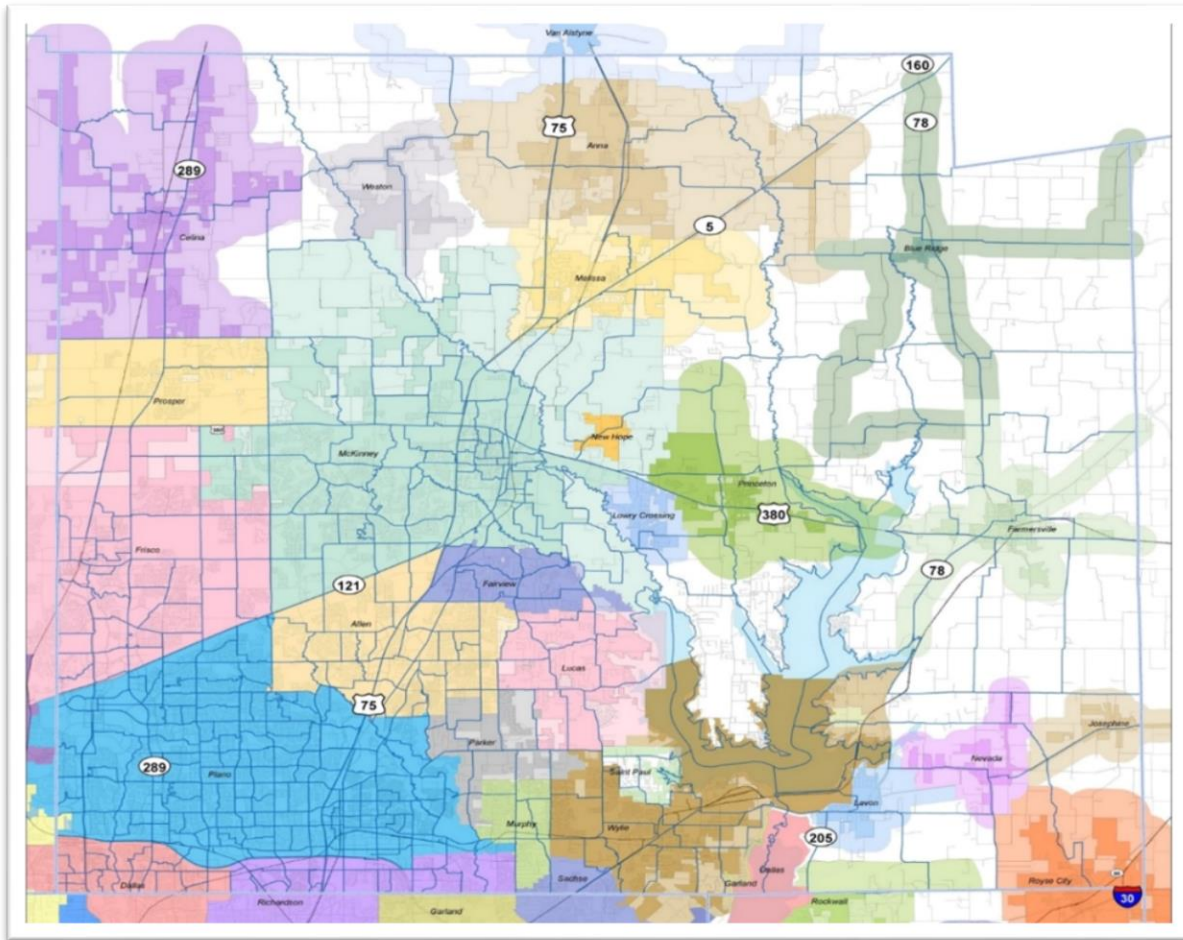 Van Alstyne
160
78
75
Anna
289
Weston
5
Celina
Blue Ridge
Melissa
Prosper
New Hope
McKinney
Princeton
380
Lowry Crossing
Farmersville
Frisco
78
121
Fairview
Allen
Lucas
75
Josephine
Parker
Nevada
289
Plano
Saint Paul
Lavon
Murphy
Wylie
205
Dallas
Sachse
Dallas
Garland
Royse City
Richardson
Rockwall
30
Garland